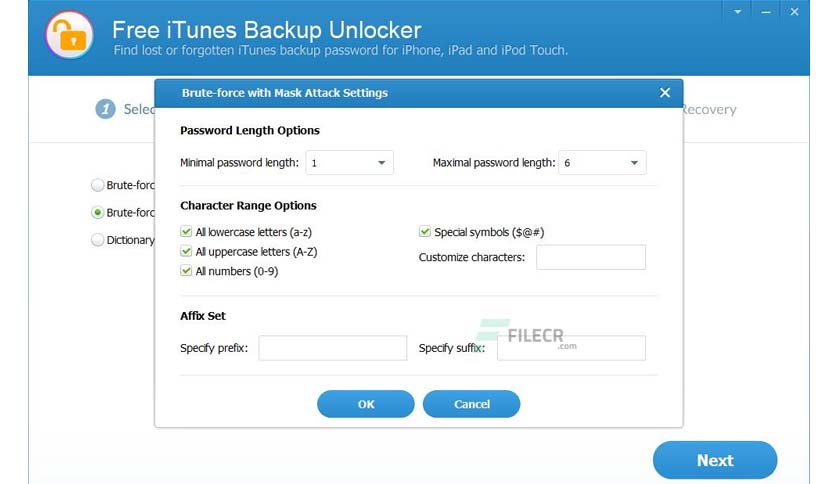 Free iTunes Backup Unlocker
Find lost or forgotten iTunes backup password for iPhone, iPad and iPod Touch.
Brute-force with Mask Attack Settings
1 Selec
Recovery
Password Length Options
Minimal password length: 1 Maximal password length: 6
Brute-forc
Character Range Options
Brute-forc
All lowercase letters (a-z) Special symbols ($@#)
Dictionary
All uppercase letters (A-Z) Customize characters:
All numbers (0-9)
Affix Set
FILECR
.com
Specify prefix: Specify suffix:
OK Cancel
Next